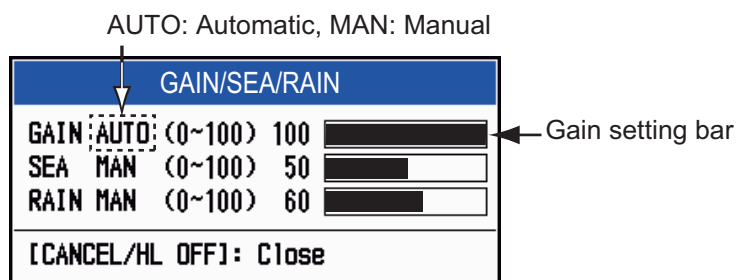 AUTO: Automatic, MAN: Manual
GAIN/SEA/RAIN
GAIN AUTO (0~100) 100
Gain setting bar
SEA MAN (0~100) 50
RAIN MAN (0~100) 60
[CANCEL/HL OFF]: Close